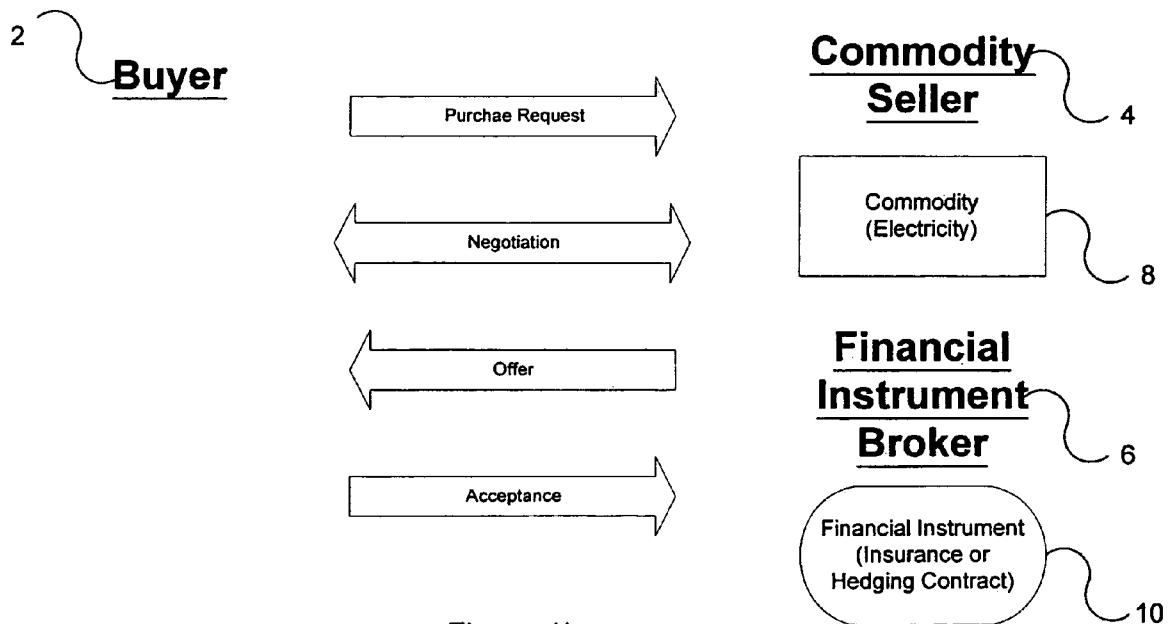 2
Buyer
Commodity
Seller
4
Purchae Request
Commodity
(Electricity)
8
Negotiation
Offer
Financial
Instrument
Broker
6
Acceptance
Financial Instrument
(Insurance or
Hedging Contract)
10